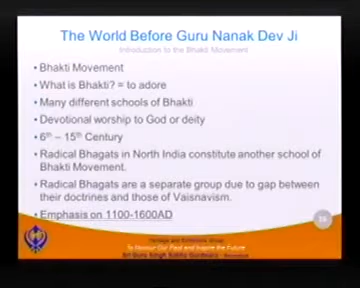 The World Before Guru Nanak Dev Ji
Introduction to the Bhakti Movement
• Bhakti Movement
• What is Bhakti? = to adore
• Many different schools of Bhakti
• Devotional worship to God or deity
• 6th – 15th Century
• Radical Bhagats in North India constitute another school of
Bhakti Movement.
• Radical Bhagats are a separate group due to gap between
their doctrines and those of Vaisnavism.
• Emphasis on 1100-1600AD
To Honour Our Past and Inspire the Future
Sri Guru Singh Sabha Gurdwara